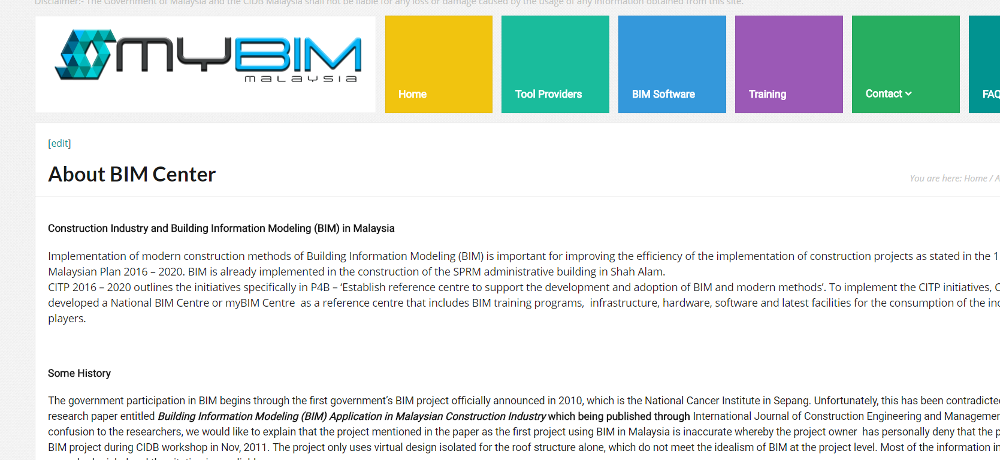 Disclaimer:- The Government of Malaysia and the CIDB Malaysia shall not be liable for any loss or damage caused by the usage of any information obtained from this site.
myBIM
malaysia
Home
Tool Providers
BIM Software
Training
Contact
FAQ
[edit]
About BIM Center
You are here: Home / A
Construction Industry and Building Information Modeling (BIM) in Malaysia
Implementation of modern construction methods of Building Information Modeling (BIM) is important for improving the efficiency of the implementation of construction projects as stated in the 1
Malaysian Plan 2016 – 2020. BIM is already implemented in the construction of the SPRM administrative building in Shah Alam.
CITP 2016 – 2020 outlines the initiatives specifically in P4B – ‘Establish reference centre to support the development and adoption of BIM and modern methods’. To implement the CITP initiatives, C
developed a National BIM Centre or myBIM Centre as a reference centre that includes BIM training programs, infrastructure, hardware, software and latest facilities for the consumption of the
players.
Some History
The government participation in BIM begins through the first government’s BIM project officially announced in 2010, which is the National Cancer Institute in Sepang. Unfortunately, this has been contradicte
research paper entitled Building Information Modeling (BIM) Application in Malaysian Construction Industry which being published through International Journal of Construction Engineering and Managemen
confusion to the researchers, we would like to explain that the project mentioned in the paper as the first project using BIM in Malaysia is inaccurate whereby the project owner has personally deny that the p
BIM project during CIDB workshop in Nov, 2011. The project only uses virtual design isolated for the roof structure alone, which do not meet the idealism of BIM at the project level. Most of the information in